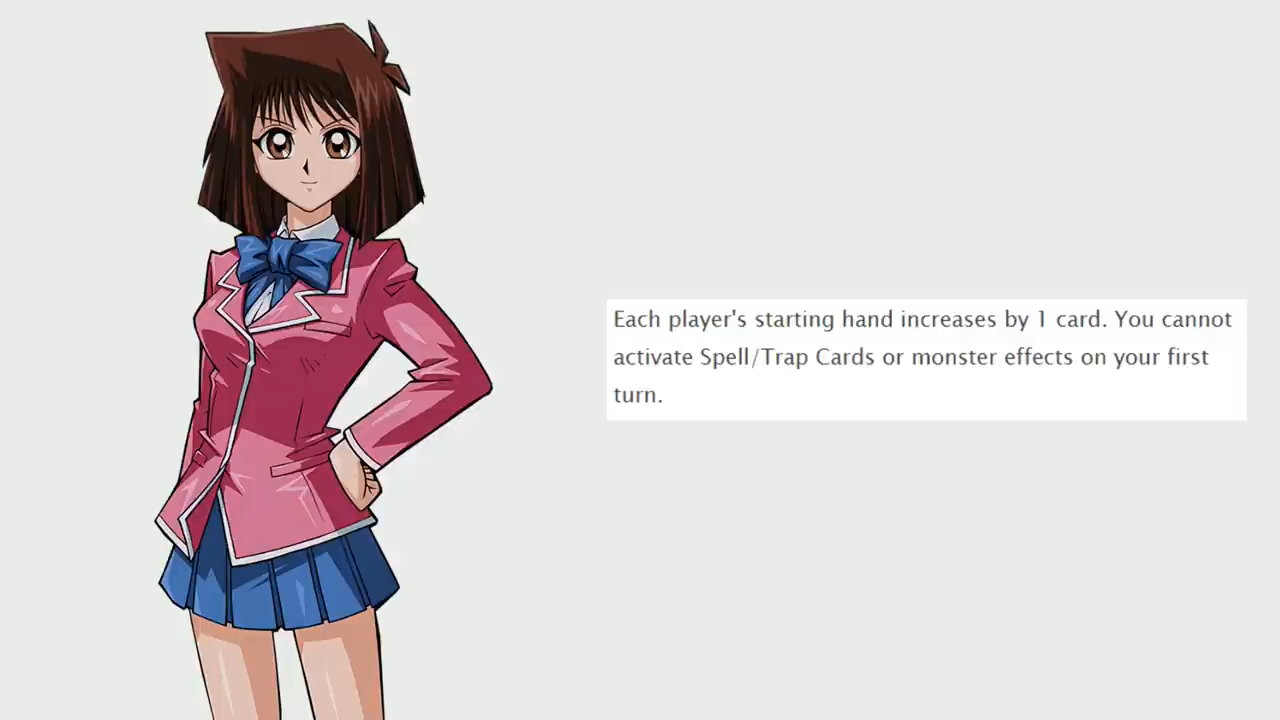 Each player's starting hand increases by 1 card. You cannot
activate Spell/Trap Cards or monster effects on your first
turn.